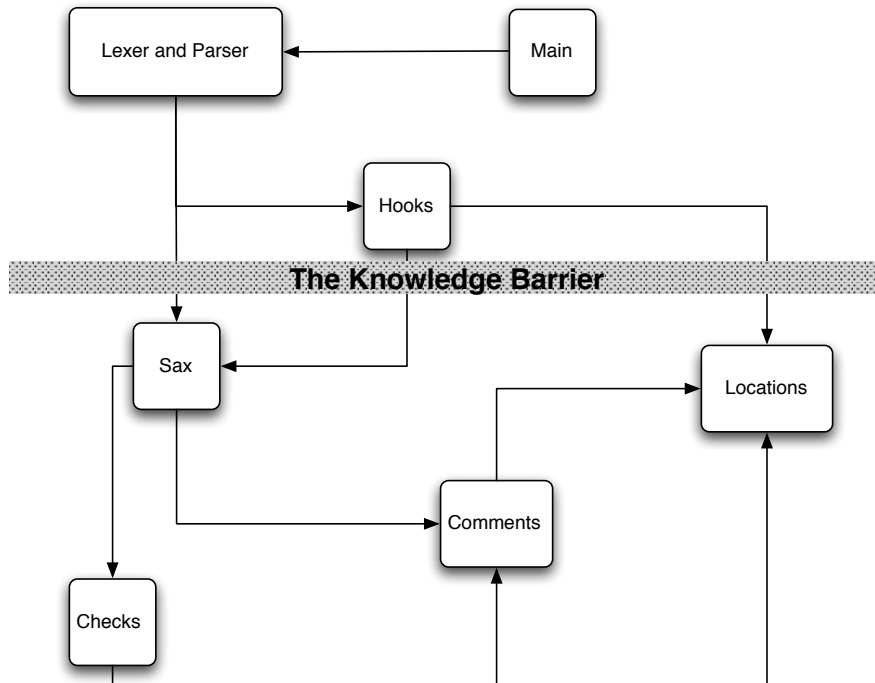 Lexer and Parser
Main
Hooks
The Knowledge Barrier
Sax
Locations
Comments
Checks